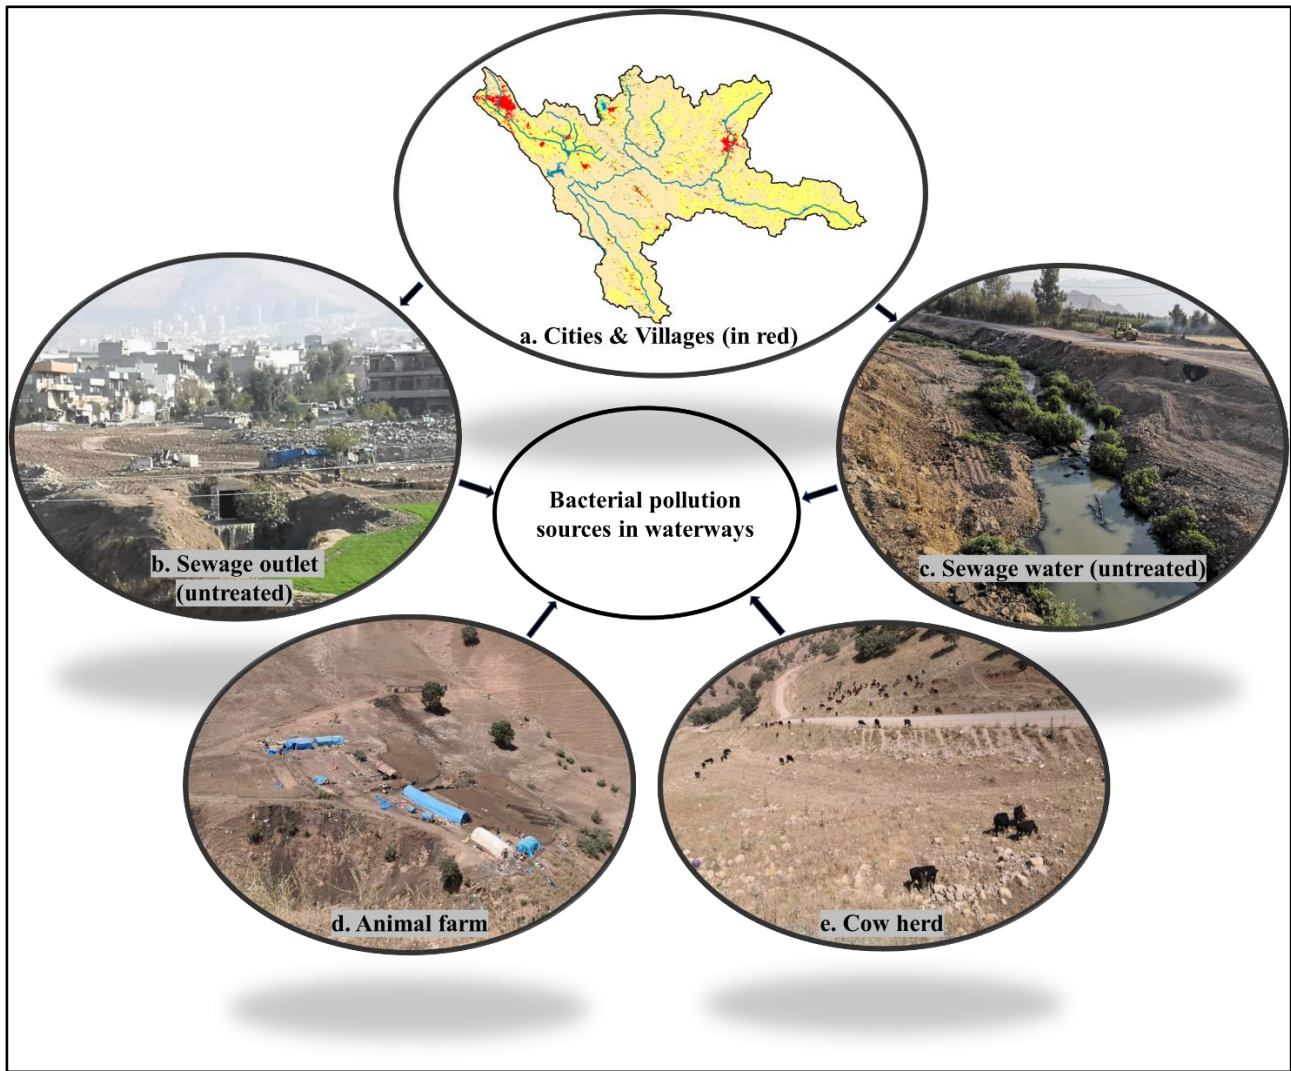 a. Cities & Villages (in red)
b. Sewage outlet
(untreated)
Bacterial pollution
sources in waterways
c. Sewage water (untreated)
d. Animal farm
e. Cow herd